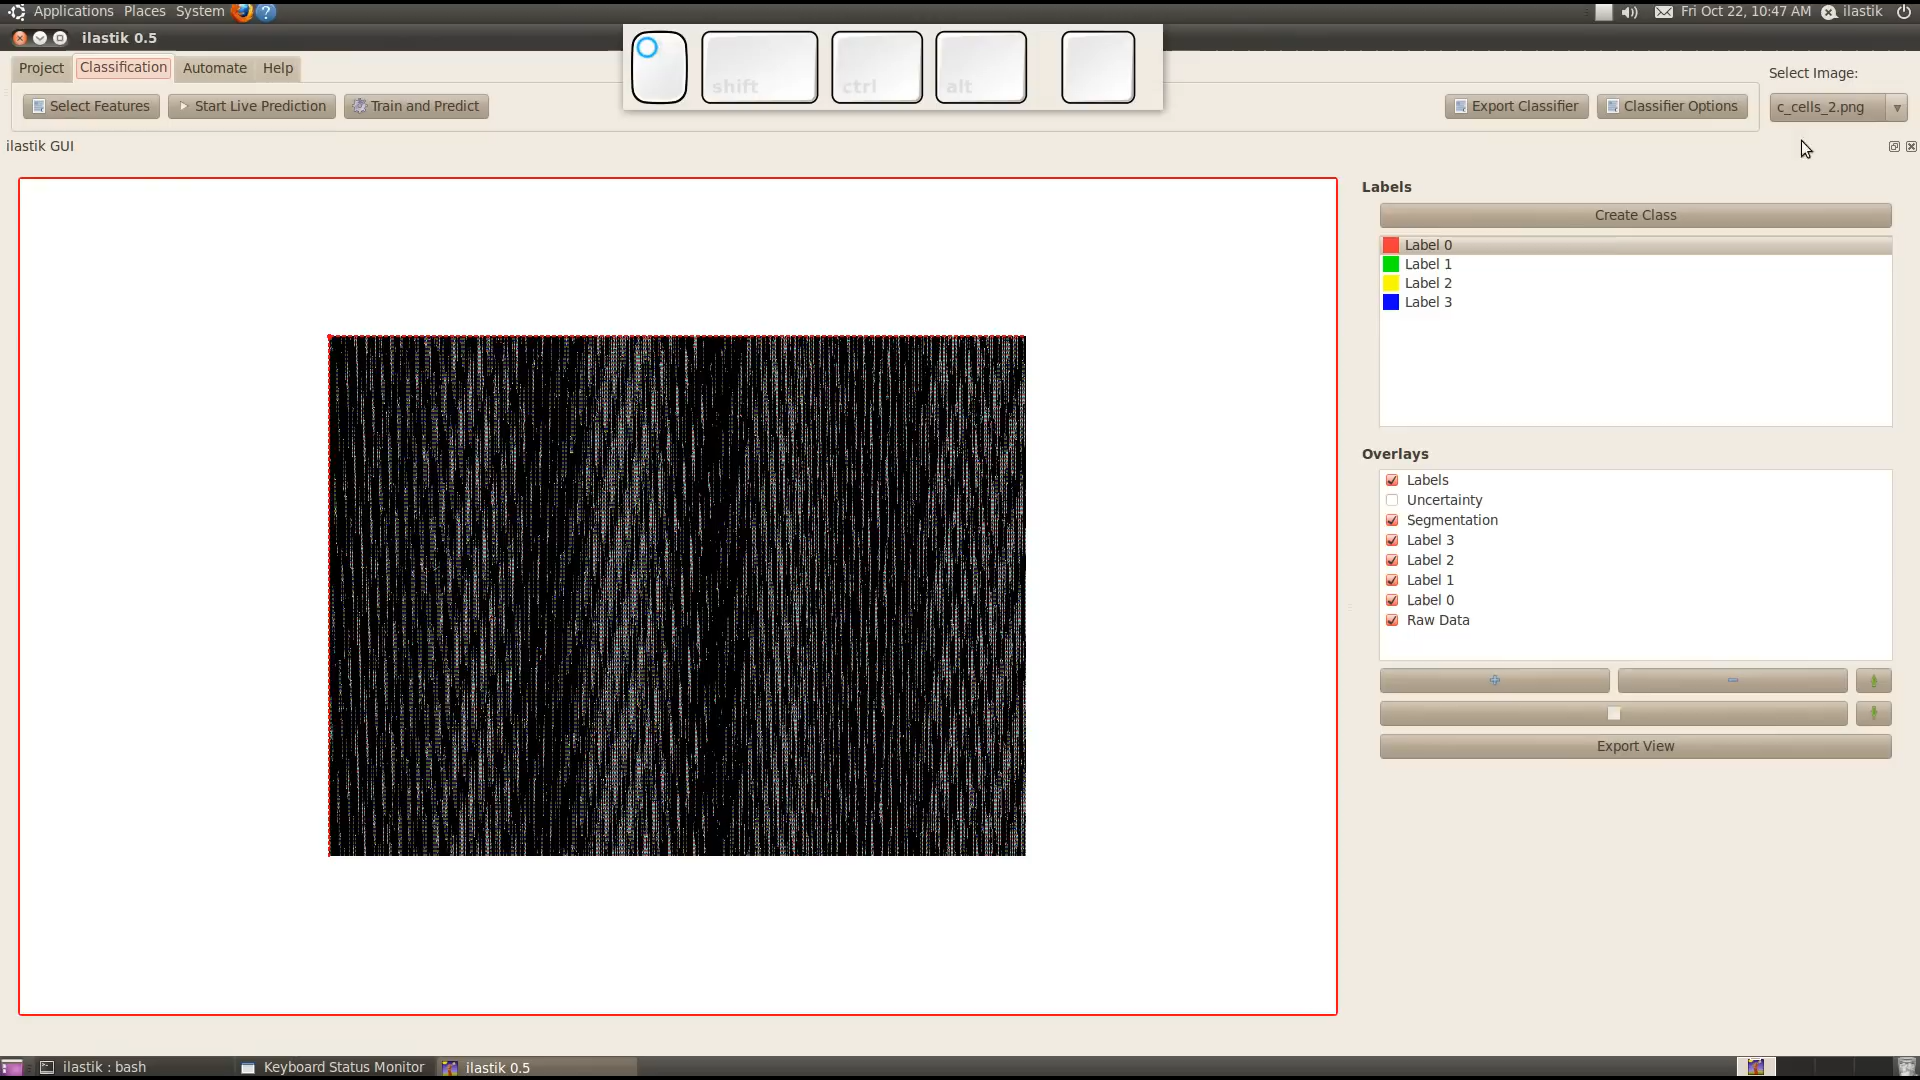 Applications Places System
Fri Oct 22, 10:47 AM ilastik
ilastik 0.5
shift ctrl alt
Project Classification Automate Help
Select Image:
Select Features Start Live Prediction Train and Predict
Export Classifier Classifier Options
c_cells_2.png
ilastik GUI
Labels
Create Class
Label 0
Label 1
Label 2
Label 3
Overlays
Labels
Uncertainty
Segmentation
Label 3
Label 2
Label 1
Label 0
Raw Data
Export View
ilastik : bash Keyboard Status Monitor ilastik 0.5